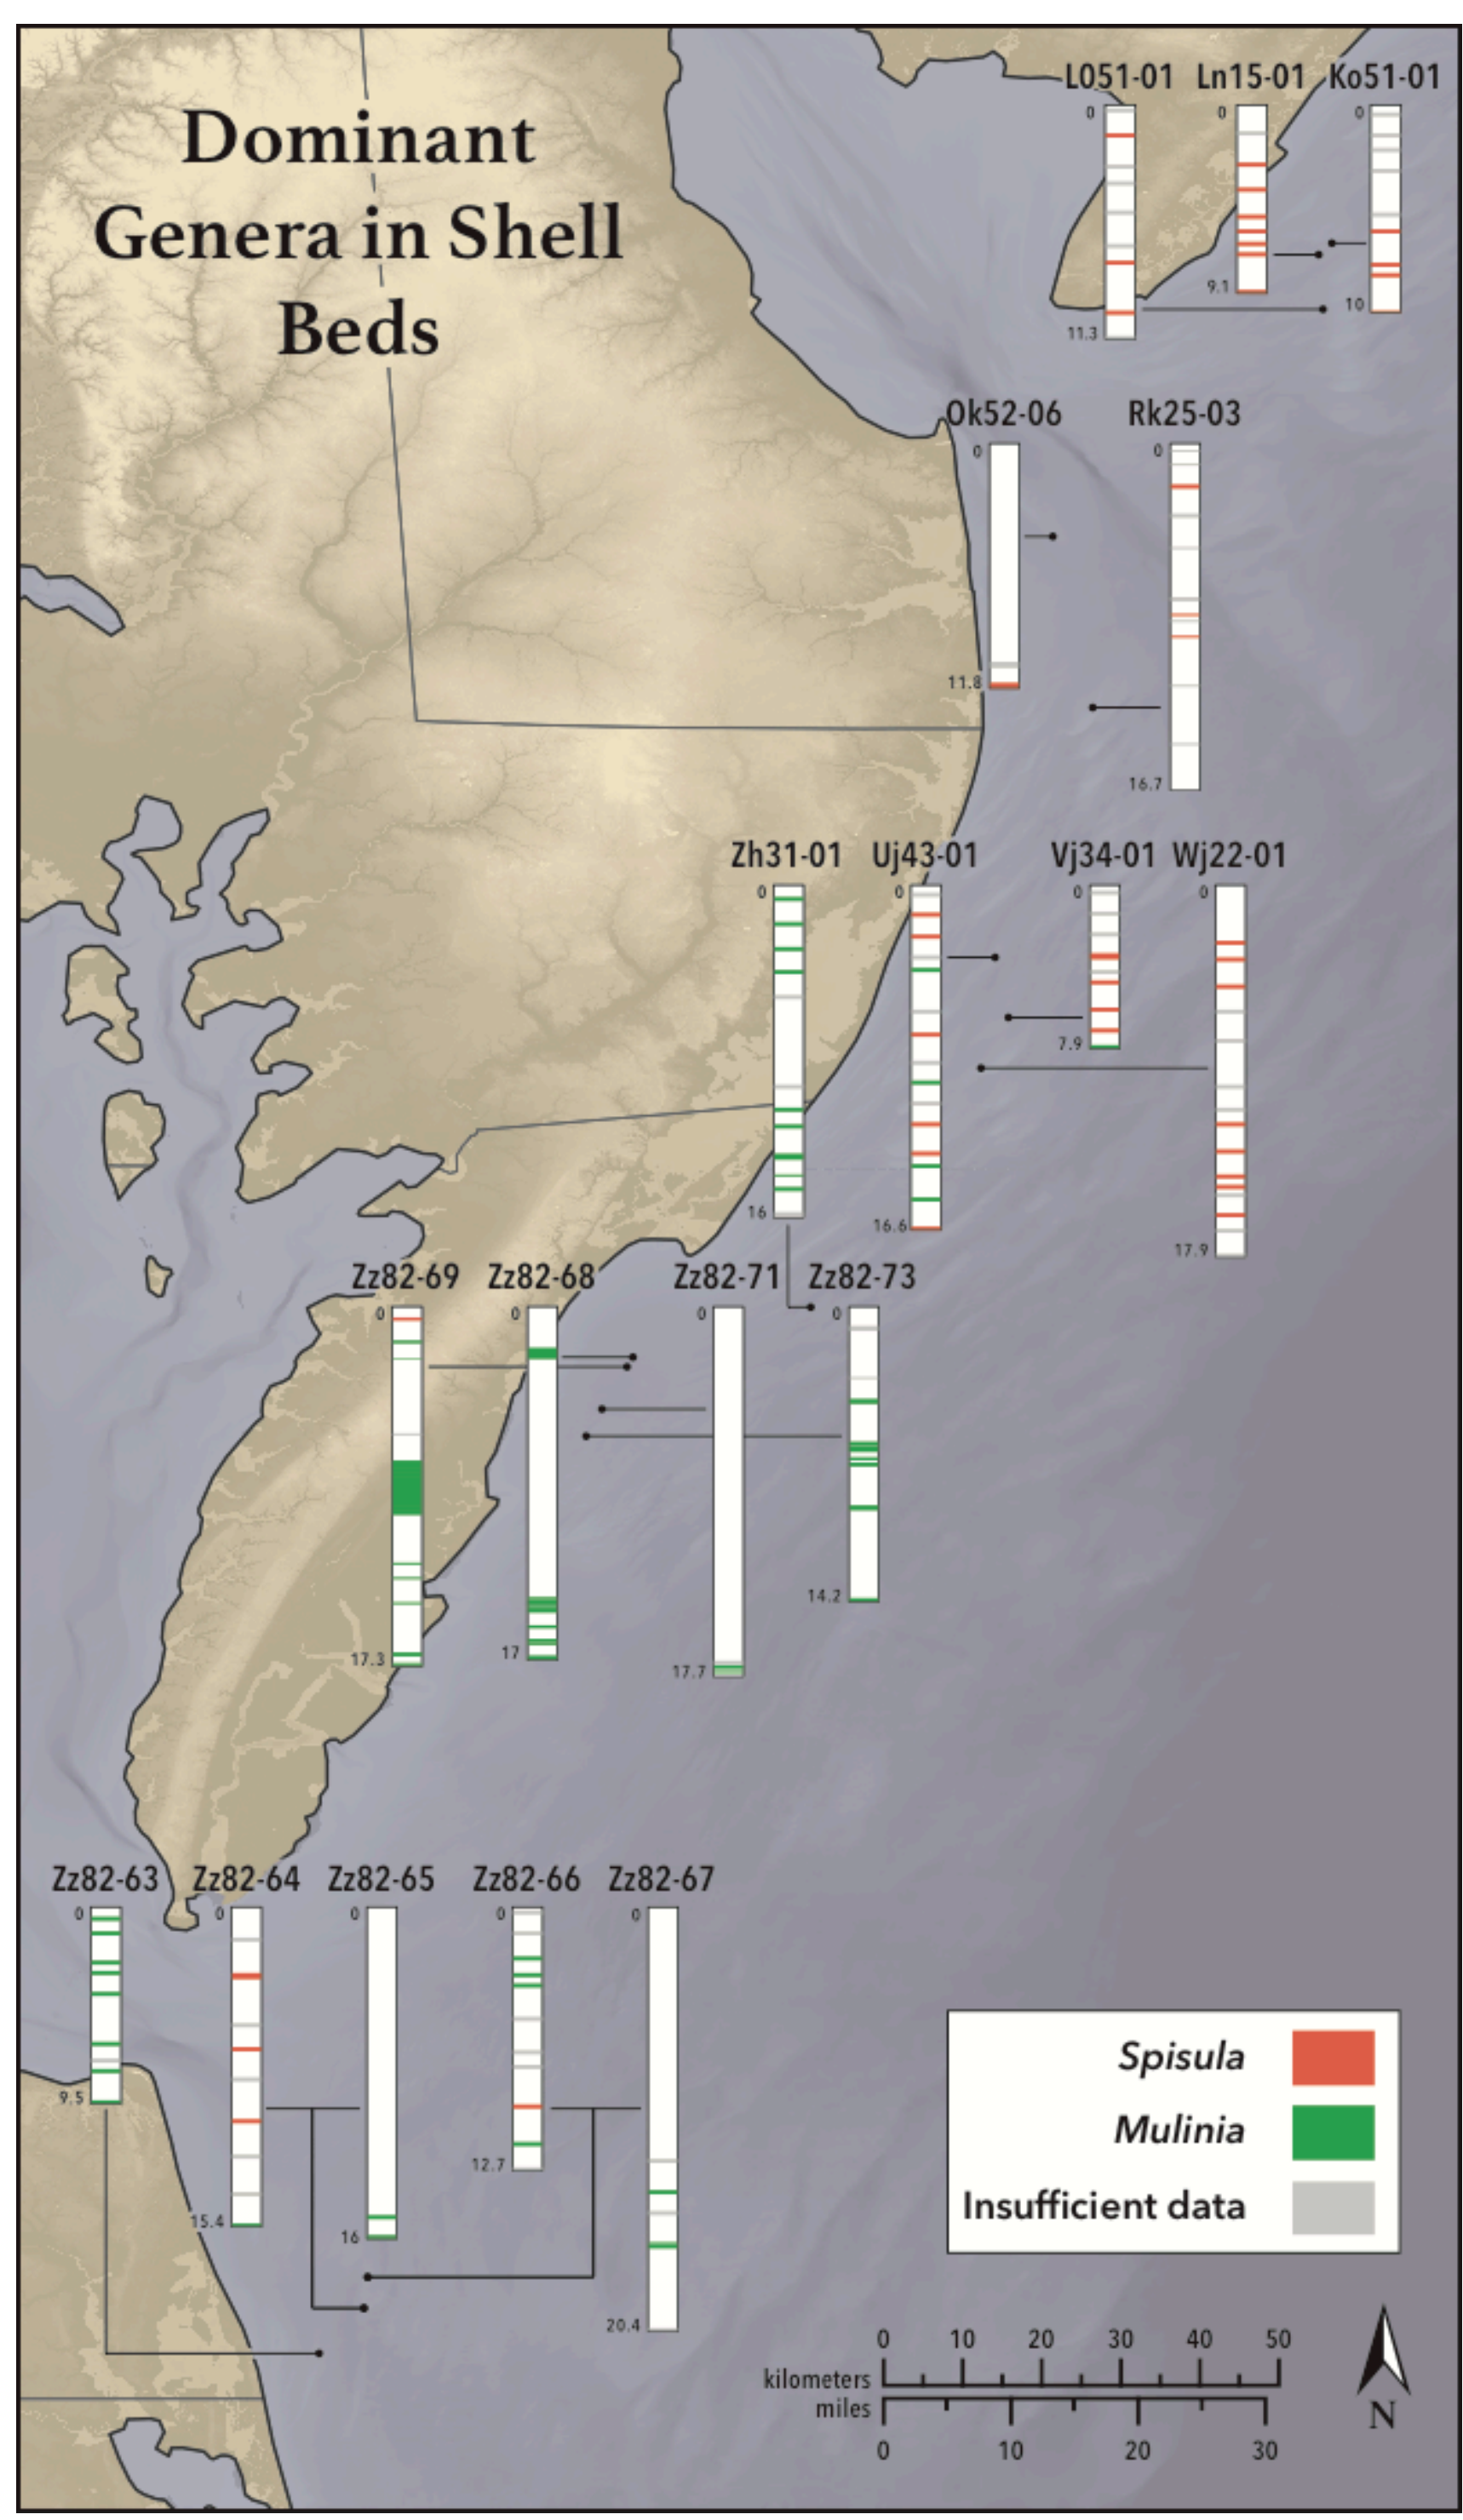 Dominant
Genera in Shell
Beds
L051-01 Ln15-01 Ko51-01
0 0 0
9.1
10
11.3
Ok52-06 Rk25-03
0 0
11.8
16.7
Zh31-01 Uj43-01 Vj34-01 Wj22-01
0 0 0 0
7.9
16
16.6
17.9
Zz82-69 Zz82-68 Zz82-71 Zz82-73
0 0 0 0
14.2
17.3
17
17.7
Zz82-63 Zz82-64 Zz82-65 Zz82-66 Zz82-67
0 0 0 0 0
9.5
12.7
15.4
16
20.4
Spisula
Mulinia
Insufficient data
0 10 20 30 40 50
kilometers
miles
0 10 20 30
N